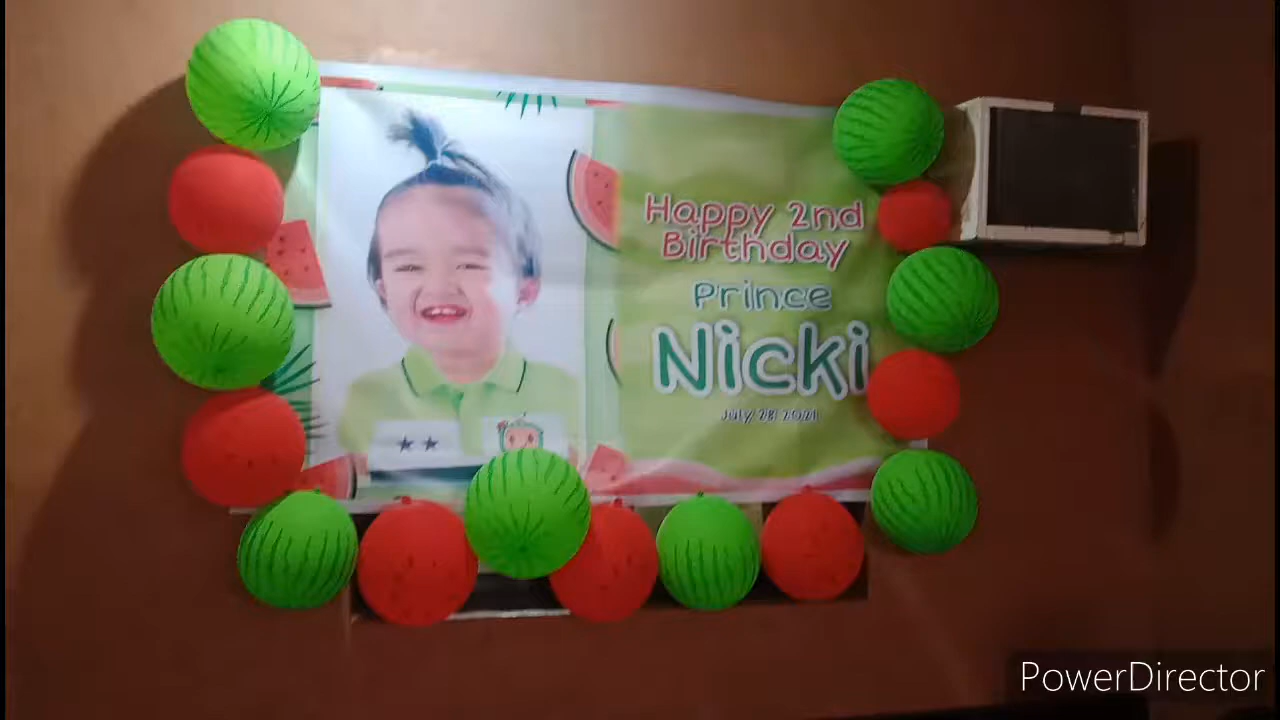 Happy 2nd
Birthday
Prince
Nicki
July 28 2021
PowerDirector